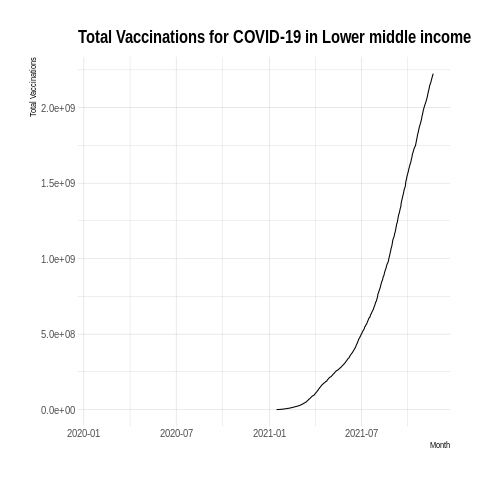 Total Vaccinations for COVID-19 in Lower middle income
Total Vaccinations
2.0e+09
1.5e+09
1.0e+09
5.0e+08
0.0e+00
2020-01 2020-07 2021-01 2021-07
Month